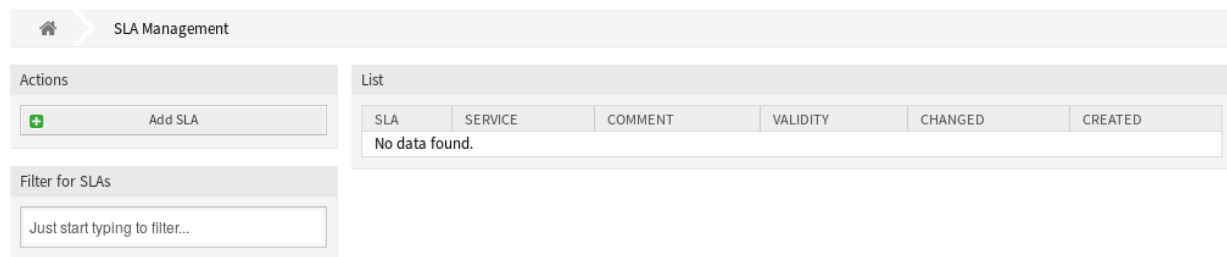 SLA Management
Actions
Add SLA
Filter for SLAs
Just start typing to filter...
List
SLA SERVICE COMMENT VALIDITY CHANGED CREATED
No data found.